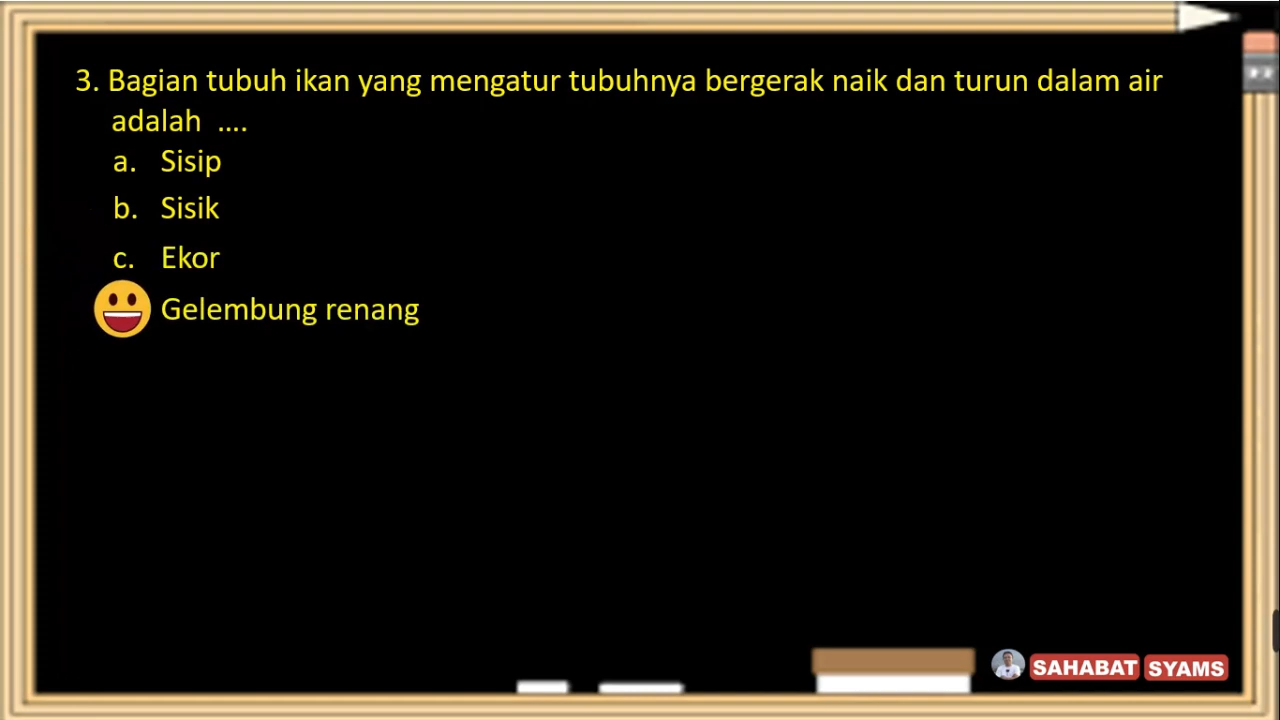 3. Bagian tubuh ikan yang mengatur tubuhnya bergerak naik dan turun dalam air
adalah ....
a. Sisip
b. Sisik
c. Ekor
Gelembung renang
SAHABAT SYAMS